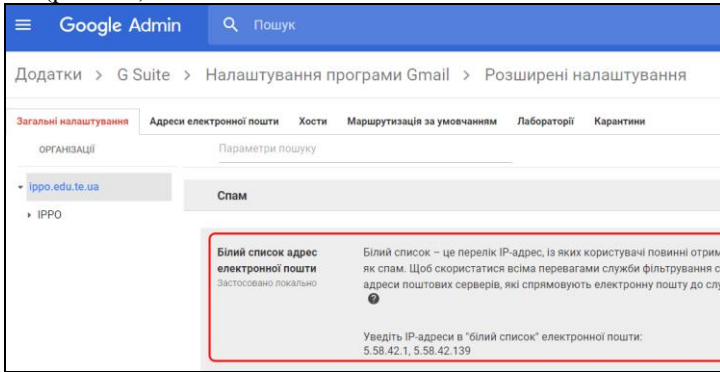 Google Admin Пошук
Додатки > G Suite > Налаштування програми Gmail > Розширені налаштування
Загальні налаштування Адреси електронної пошти Хости Маршрутизація за умовчанням Лабораторії Карантини
ОРГАНІЗАЦІЇ Параметри пошуку
ippo.edu.te.ua
Спам
IPPO
Білий список адрес Білий список – це перелік IP-адрес, із яких користувачі повинні отрим
електронної пошти як спам. Щоб скористатися всіма перевагами служби фільтрування с
Застосовано локально адреси поштових серверів, які спрямовують електронну пошту до слу
Уведіть IP-адреси в "білий список" електронної пошти:
5.58.42.1, 5.58.42.139